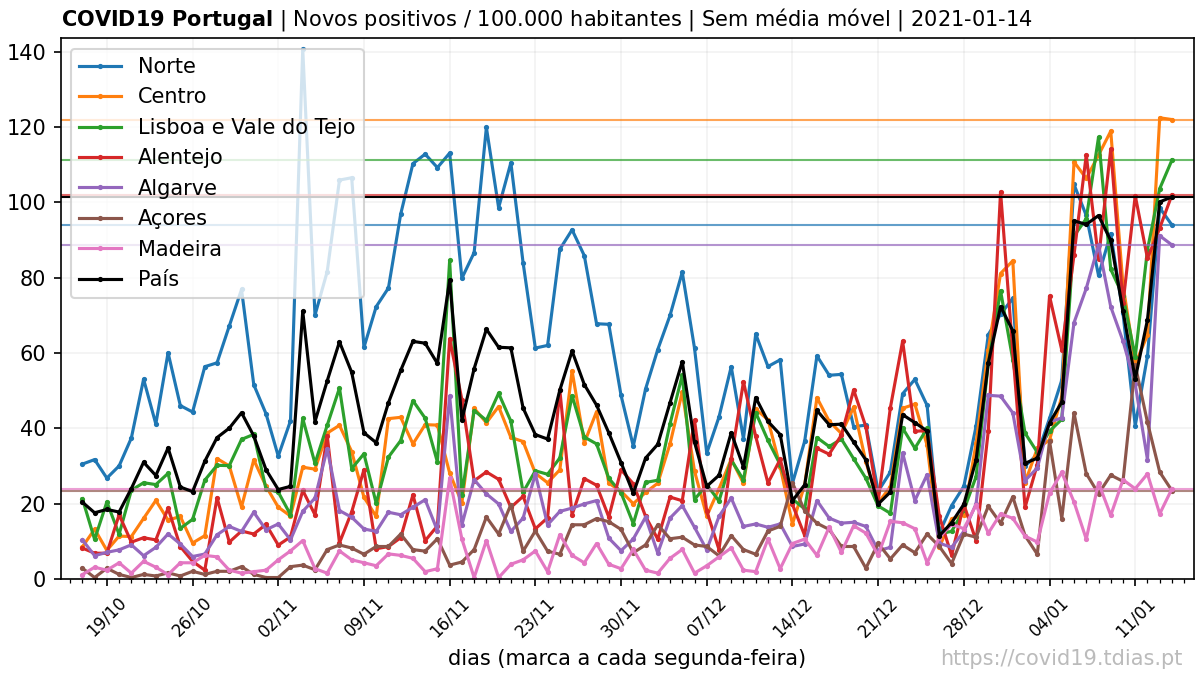 COVID19 Portugal | Novos positivos / 100.000 habitantes | Sem média móvel | 2021-01-14
140
120
100
80
60
40
20
0
Norte
Centro
Lisboa e Vale do Tejo
Alentejo
Algarve
Açores
Madeira
País
19/10 26/10 02/11 09/11 16/11 23/11 30/11 07/12 14/12 21/12 28/12 04/01 11/01
dias (marca a cada segunda-feira)
https://covid19.tdias.pt